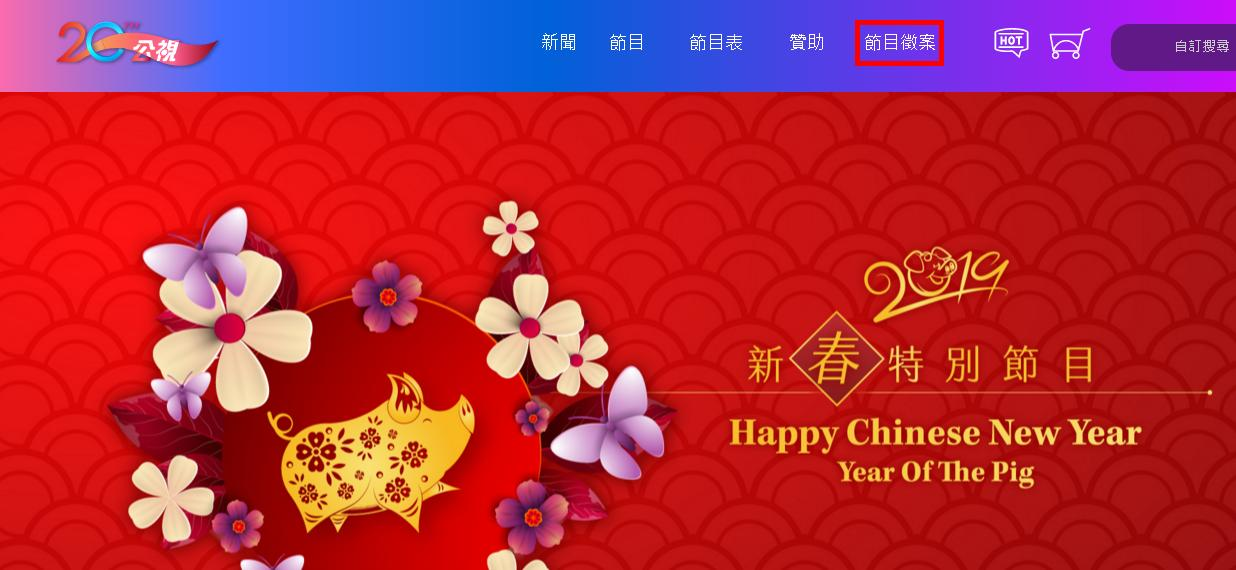 20TH 公視
新聞 節目 節目表 贊助 節目徵案 HOT 自訂搜尋
2019
新春特別節目
Happy Chinese New Year
Year Of The Pig